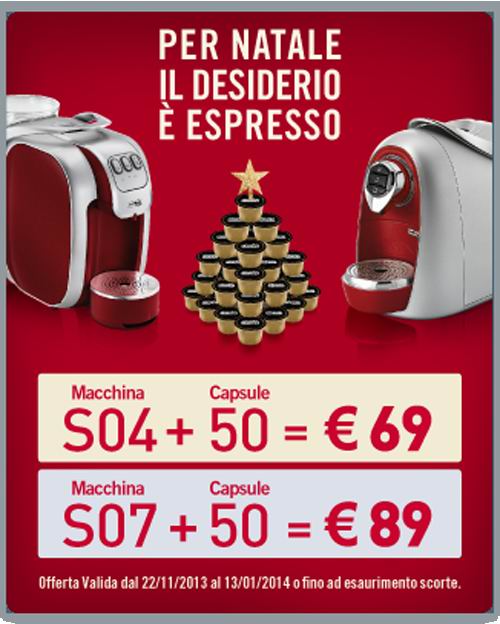 PER NATALE
IL DESIDERIO
È ESPRESSO
Macchina Capsule
S04 + 50 = € 69
Macchina Capsule
S07 + 50 = € 89
Offerta Valida dal 22/11/2013 al 13/01/2014 o fino ad esaurimento scorte.